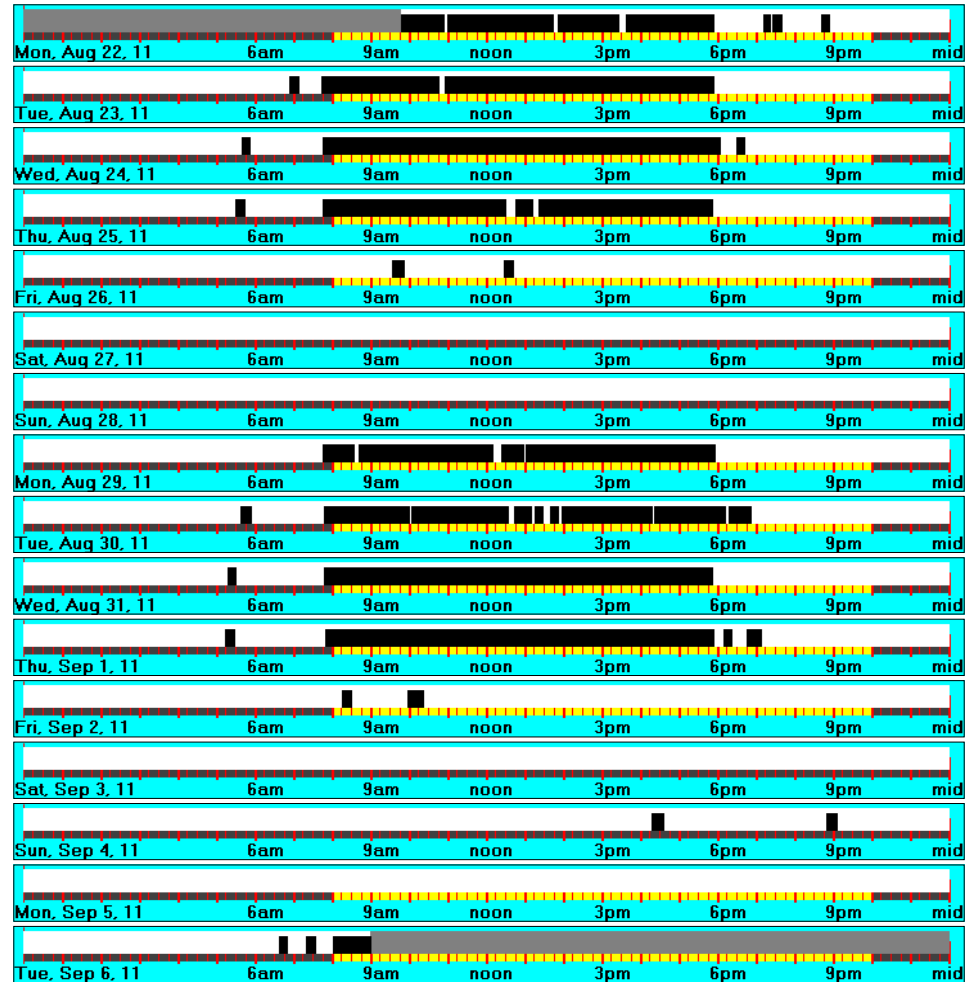 Mon, Aug 22, 11 6am 9am noon 3pm 6pm 9pm mid
Tue, Aug 23, 11 6am 9am noon 3pm 6pm 9pm mid
Wed, Aug 24, 11 6am 9am noon 3pm 6pm 9pm mid
Thu, Aug 25, 11 6am 9am noon 3pm 6pm 9pm mid
Fri, Aug 26, 11 6am 9am noon 3pm 6pm 9pm mid
Sat, Aug 27, 11 6am 9am noon 3pm 6pm 9pm mid
Sun, Aug 28, 11 6am 9am noon 3pm 6pm 9pm mid
Mon, Aug 29, 11 6am 9am noon 3pm 6pm 9pm mid
Tue, Aug 30, 11 6am 9am noon 3pm 6pm 9pm mid
Wed, Aug 31, 11 6am 9am noon 3pm 6pm 9pm mid
Thu, Sep 1, 11 6am 9am noon 3pm 6pm 9pm mid
Fri, Sep 2, 11 6am 9am noon 3pm 6pm 9pm mid
Sat, Sep 3, 11 6am 9am noon 3pm 6pm 9pm mid
Sun, Sep 4, 11 6am 9am noon 3pm 6pm 9pm mid
Mon, Sep 5, 11 6am 9am noon 3pm 6pm 9pm mid
Tue, Sep 6, 11 6am 9am noon 3pm 6pm 9pm mid